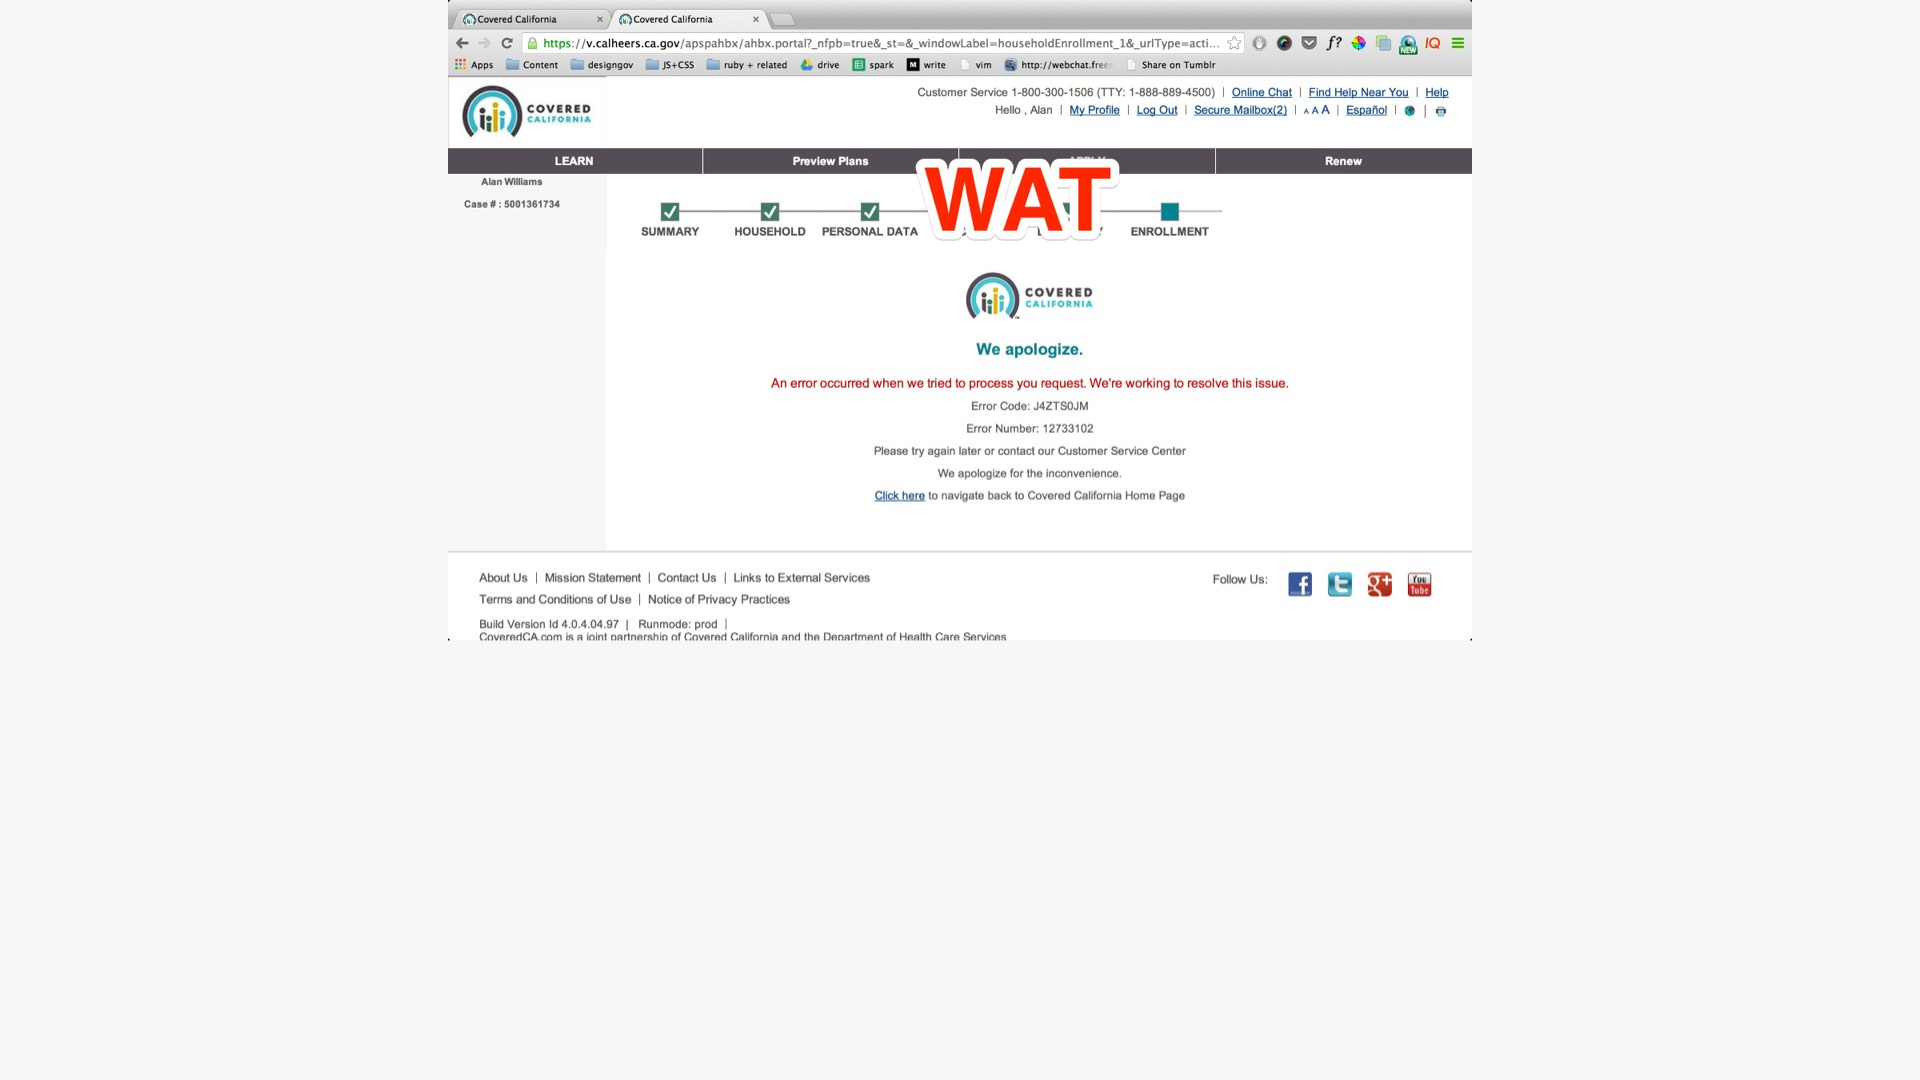 Covered California
Covered California
https://v.calheers.ca.gov/apspahbx/ahbx.portal?_nfpb=true&_st=&_windowLabel=householdEnrollment_1&_urlType=acti...
f? IQ
NEW
Apps Content designgov JS+CSS ruby + related drive spark write vim http://webchat.free Share on Tumblr
COVERED
CALIFORNIA
Customer Service 1-800-300-1506 (TTY: 1-888-889-4500) | Online Chat | Find Help Near You | Help
Hello , Alan | My Profile | Log Out | Secure Mailbox(2) | A A A | Español | |
LEARN Preview Plans Renew
Alan Williams
Case # : 5001361734
WAT
SUMMARY HOUSEHOLD PERSONAL DATA ENROLLMENT
COVERED
CALIFORNIA
We apologize.
An error occurred when we tried to process you request. We're working to resolve this issue.
Error Code: J4ZTS0JM
Error Number: 12733102
Please try again later or contact our Customer Service Center
We apologize for the inconvenience.
Click here to navigate back to Covered California Home Page
About Us | Mission Statement | Contact Us | Links to External Services
Follow Us:
You
Tube
Terms and Conditions of Use | Notice of Privacy Practices
Build Version Id 4.0.4.04.97 | Runmode: prod |
CoveredCA.com is a joint partnership of Covered California and the Department of Health Care Services